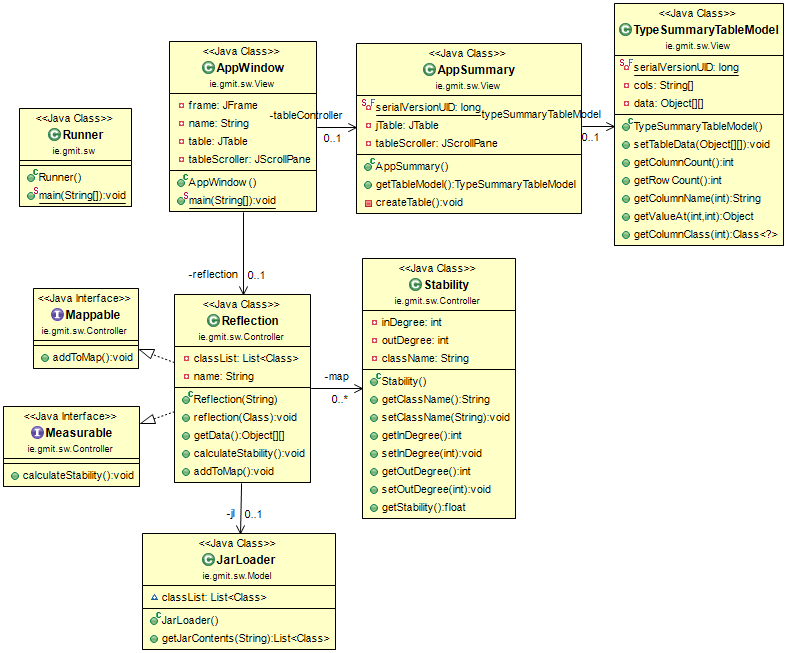 <<Java Class>>
TypeSummaryTableModel
ie.gmit.sw.View
serialVersionUID: long
cols: String[]
data: Object[][]
TypeSummaryTableModel()
setTableData(Object[][]):void
getColumnCount():int
getRowCount():int
getColumnName(int):String
getValueAt(int,int):Object
getColumnClass(int):Class<?>
<<Java Class>>
AppWindow
ie.gmit.sw.View
frame: JFrame
name: String
table: JTable
tableScroller: JScrollPane
AppWindow()
main(String[]):void
-tableController
0..1
<<Java Class>>
AppSummary
ie.gmit.sw.View
serialVersionUID: long
jTable: JTable
tableScroller: JScrollPane
AppSummary()
getTableModel():TypeSummaryTableModel
createTable():void
-typeSummaryTableModel
0..1
<<Java Class>>
Runner
ie.gmit.sw
Runner()
main(String[]):void
-reflection
0..1
<<Java Interface>>
Mappable
ie.gmit.sw.Controller
addToMap():void
<<Java Class>>
Reflection
ie.gmit.sw.Controller
classList: List<Class>
name: String
Reflection(String)
reflection(Class):void
getData():Object[][]
calculateStability():void
addToMap():void
<<Java Class>>
Stability
ie.gmit.sw.Controller
inDegree: int
outDegree: int
className: String
Stability()
getClassName():String
setClassName(String):void
getInDegree():int
setInDegree(int):void
getOutDegree():int
setOutDegree(int):void
getStability():float
-map
0..*
<<Java Interface>>
Measurable
ie.gmit.sw.Controller
calculateStability():void
-jl
0..1
<<Java Class>>
JarLoader
ie.gmit.sw.Model
classList: List<Class>
JarLoader()
getJarContents(String):List<Class>